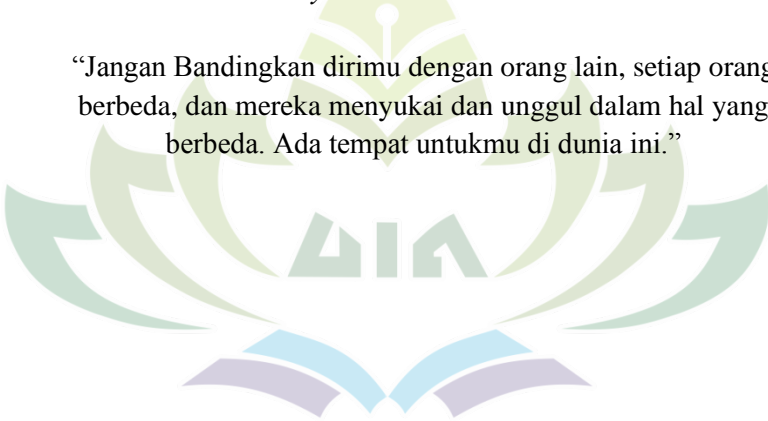 “Jangan Bandingkan dirimu dengan orang lain, setiap orang
berbeda, dan mereka menyukai dan unggul dalam hal yang
berbeda. Ada tempat untukmu di dunia ini.”